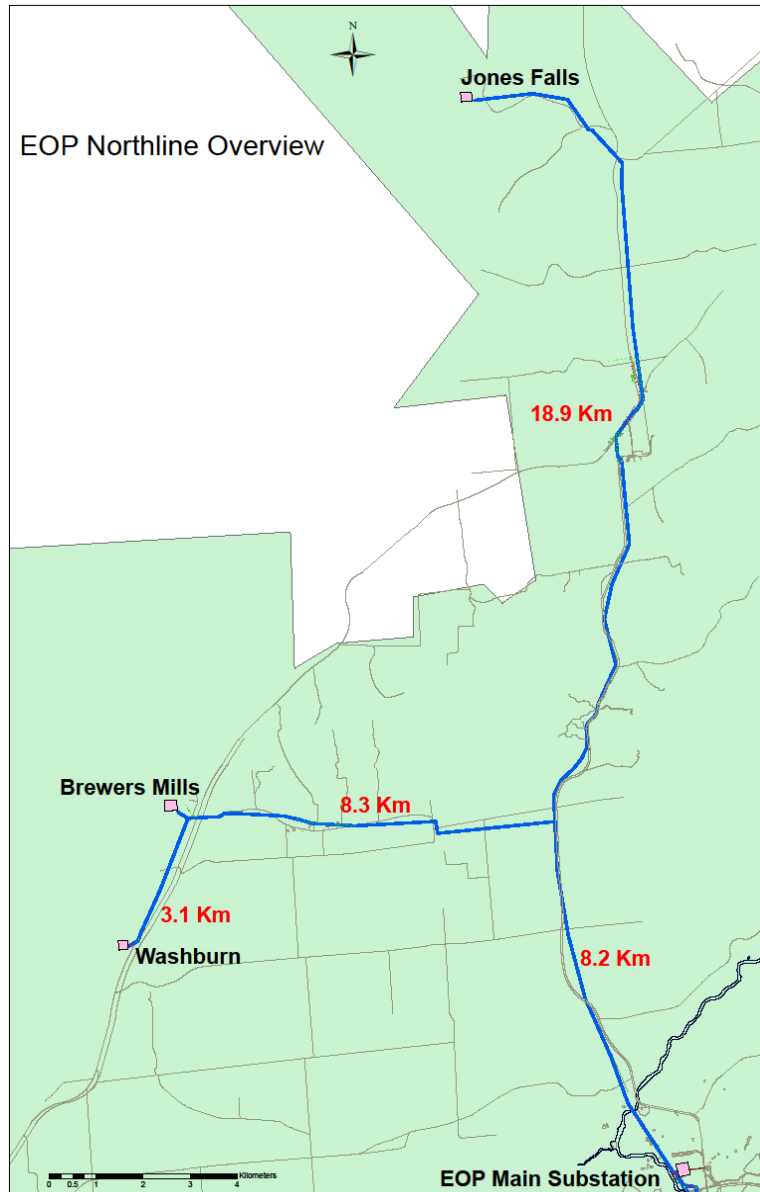 N
Jones Falls
EOP Northline Overview
18.9 Km
Brewers Mills
8.3 Km
3.1 Km
Washburn
8.2 Km
EOP Main Substation
Kilometers
0 0.5 1 2 3 4